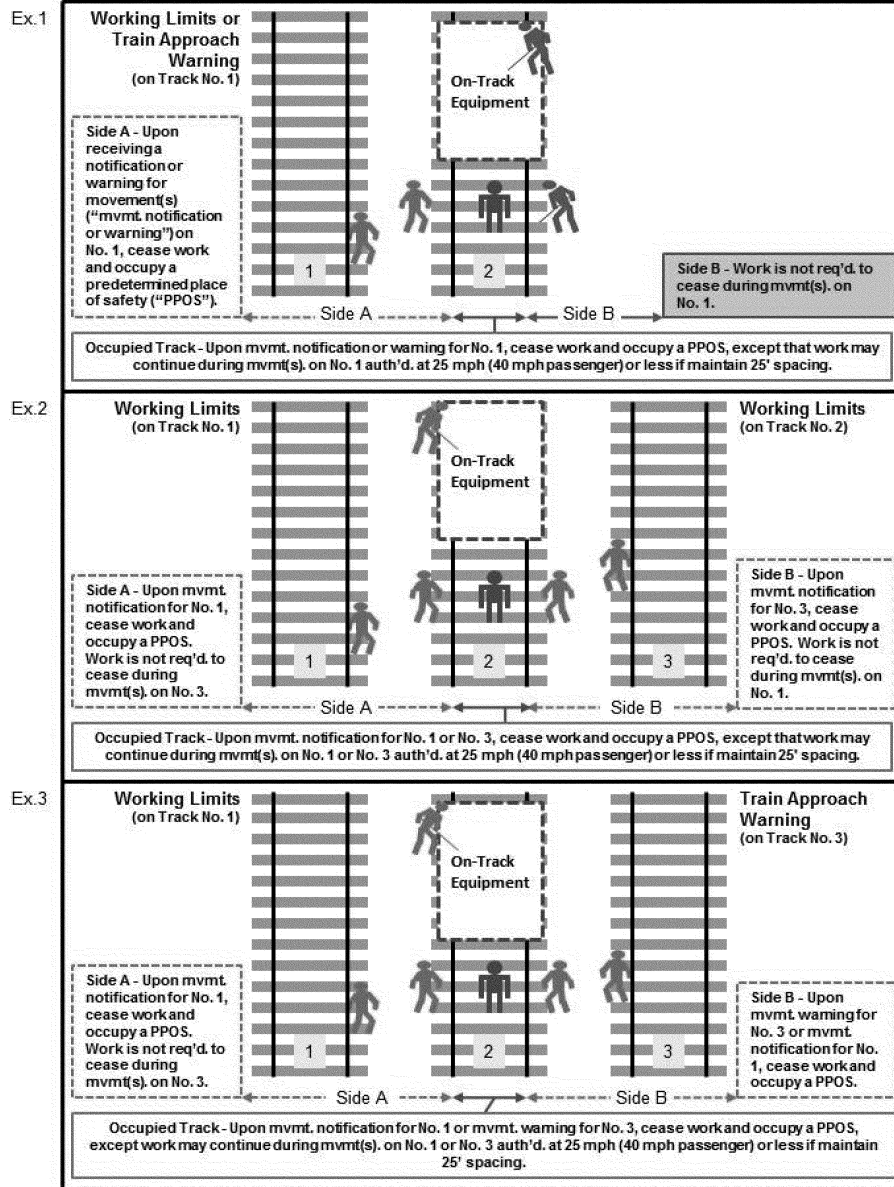 Ex.1
Working Limits or
Train Approach
Warning
(on Track No. 1)
On-Track
Equipment
Side A - Upon
receiving a
notification or
warning for
movement(s)
(“mvmt. notification
or warning”) on
No. 1, cease work
and occupy a
predetermined place
of safety (“PPOS”).
1
2
Side B - Work is not req’d. to
cease during mvmt(s). on
No. 1.
Side A
Side B
Occupied Track - Upon mvmt. notification or warning for No. 1, cease work and occupy a PPOS, except that work may
continue during mvmt(s). on No. 1 auth’d. at 25 mph (40 mph passenger) or less if maintain 25' spacing.
Ex.2
Working Limits
(on Track No. 1)
On-Track
Equipment
Working Limits
(on Track No. 2)
Side A - Upon mvmt.
notification for No. 1,
cease work and
occupy a PPOS.
Work is not req’d. to
cease during
mvmt(s). on No. 3.
1
2
3
Side B - Upon
mvmt. notification
for No. 3, cease
work and occupy a
PPOS. Work is not
req’d. to cease
during mvmt(s). on
No. 1.
Side A
Side B
Occupied Track - Upon mvmt. notification for No. 1 or No. 3, cease work and occupy a PPOS, except that work may
continue during mvmt(s). on No. 1 or No. 3 auth’d. at 25 mph (40 mph passenger) or less if maintain 25' spacing.
Ex.3
Working Limits
(on Track No. 1)
On-Track
Equipment
Train Approach
Warning
(on Track No. 3)
Side A - Upon mvmt.
notification for No. 1,
cease work and
occupy a PPOS.
Work is not req’d. to
cease during
mvmt(s). on No. 3.
1
2
3
Side B - Upon
mvmt. warning for
No. 3 or mvmt.
notification for No.
1, cease work and
occupy a PPOS.
Side A
Side B
Occupied Track - Upon mvmt. notification for No. 1 or mvmt. warning for No. 3, cease work and occupy a PPOS,
except work may continue during mvmt(s). on No. 1 or No. 3 auth’d. at 25 mph (40 mph passenger) or less if maintain
25' spacing.